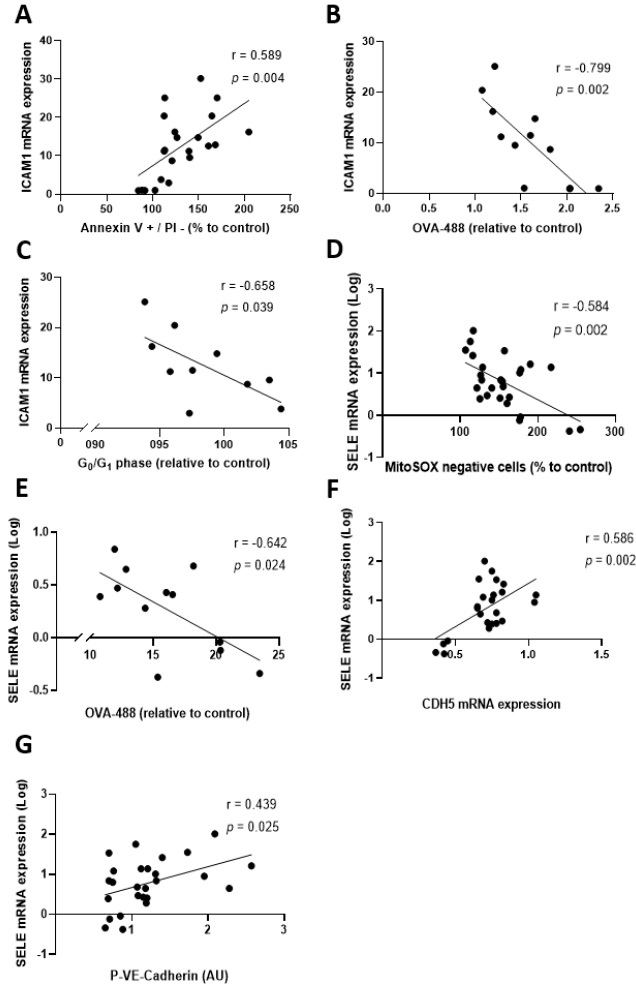 A
r = 0.589
p = 0.004
ICAM1 mRNA expression
40
30
20
10
0
0 50 100 150 200 250
Annexin V + / PI - (% to control)
B
r = -0.799
p = 0.002
ICAM1 mRNA expression
30
20
10
0
0.0 0.5 1.0 1.5 2.0 2.5
OVA-488 (relative to control)
C
r = -0.658
p = 0.039
ICAM1 mRNA expression
30
20
10
0
0 090 095 100 105
G0/G1 phase (relative to control)
D
r = -0.584
p = 0.002
SELE mRNA expression (Log)
3
2
1
0
-1
100 200 300
MitoSOX negative cells (% to control)
E
r = -0.642
p = 0.024
SELE mRNA expression (Log)
1.0
0.5
0.0
-0.5
10 15 20 25
OVA-488 (relative to control)
F
r = 0.586
p = 0.002
SELE mRNA expression (Log)
3
2
1
0
-1
0.5 1.0 1.5
CDH5 mRNA expression
G
r = 0.439
p = 0.025
SELE mRNA expression (Log)
3
2
1
0
-1
1 2 3
P-VE-Cadherin (AU)